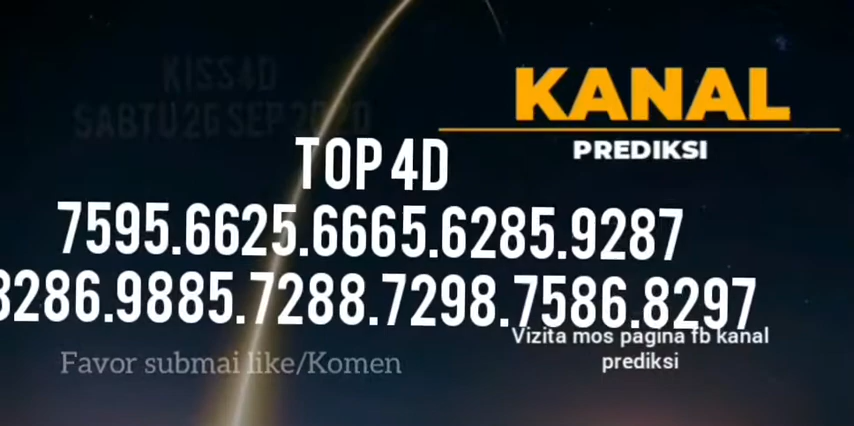 KISS4D
SABTU 26 SEP 2020
KANAL
PREDIKSI
TOP 4D
7595.6625.6665.6285.9287
8286.9885.7288.7298.7586.8297
Vizita mos pagina fb kanal
prediksi
Favor submai like/Komen